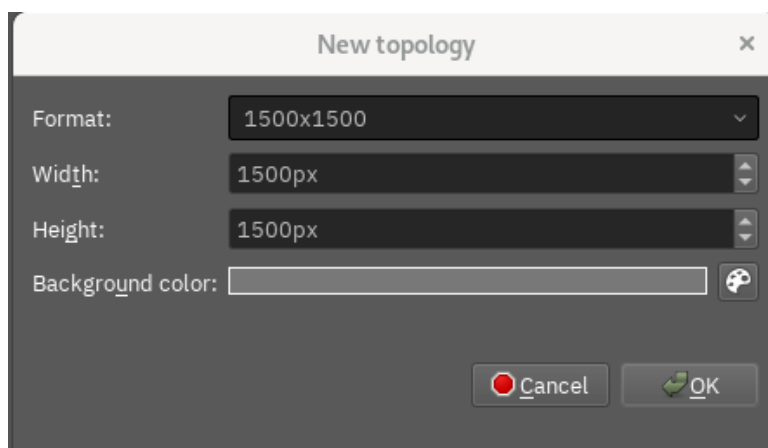 New topology
Format: 1500x1500
Width: 1500px
Height: 1500px
Background color:
Cancel OK